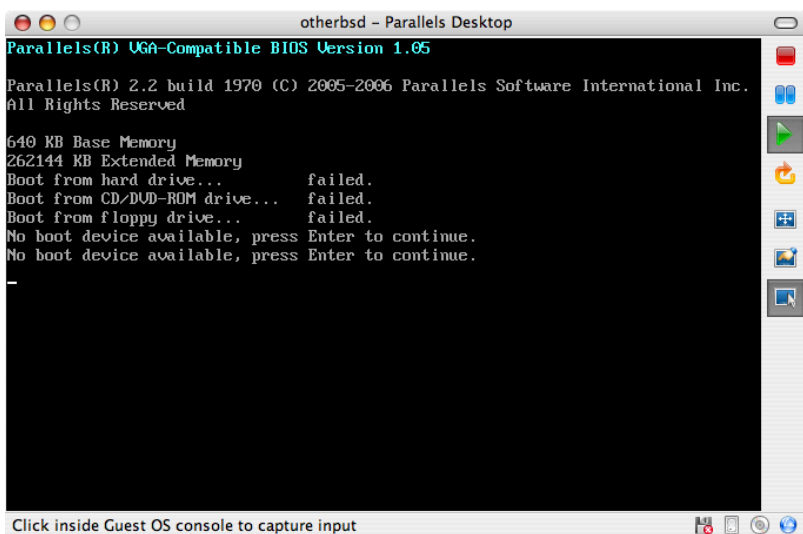 otherbsd – Parallels Desktop
Parallels(R) VGA-Compatible BIOS Version 1.05
Parallels(R) 2.2 build 1970 (C) 2005-2006 Parallels Software International Inc.
All Rights Reserved
640 KB Base Memory
262144 KB Extended Memory
Boot from hard drive... failed.
Boot from CD/DVD-ROM drive... failed.
Boot from floppy drive... failed.
No boot device available, press Enter to continue.
No boot device available, press Enter to continue.
Click inside Guest OS console to capture input